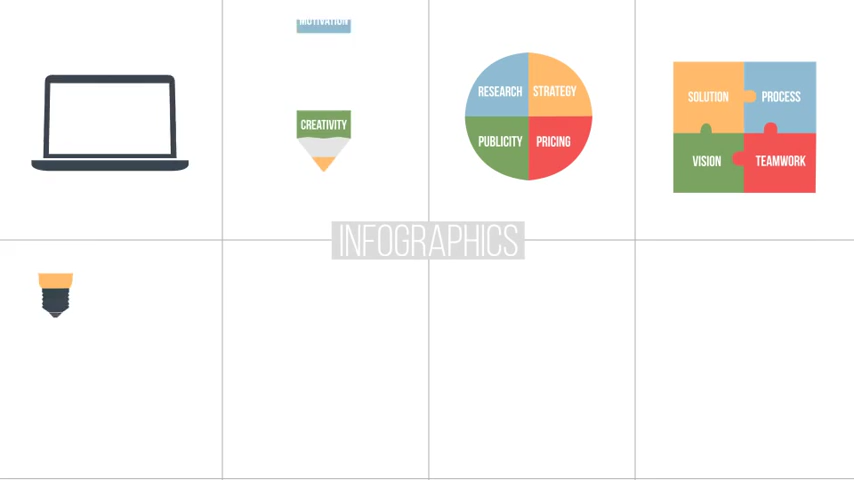 MOTIVATION
CREATIVITY
RESEARCH STRATEGY
PUBLICITY PRICING
SOLUTION PROCESS
VISION TEAMWORK
INFOGRAPHICS